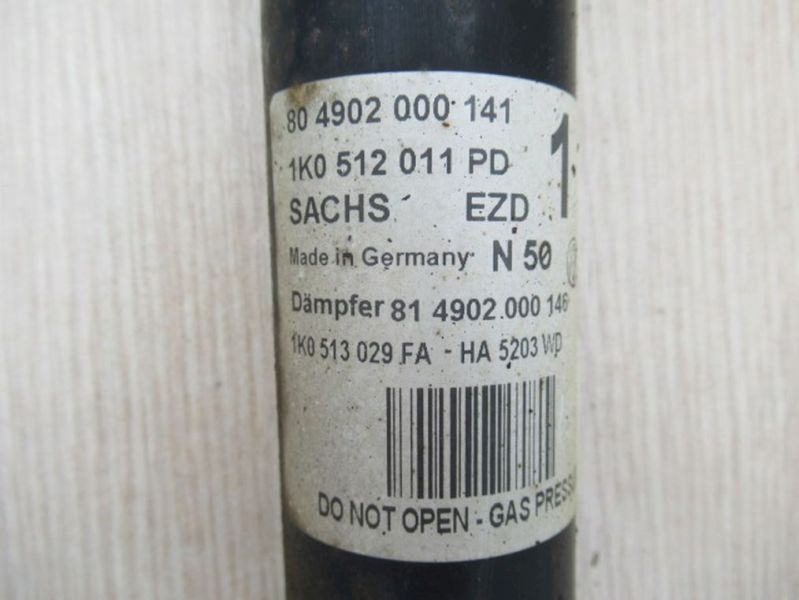 80 4902 000 141
1K0 512 011 PD 1
SACHS EZD
Made in Germany N 50
Dämpfer 81 4902.000 146
1K0 513 029 FA - HA 5203 WD
DO NOT OPEN - GAS